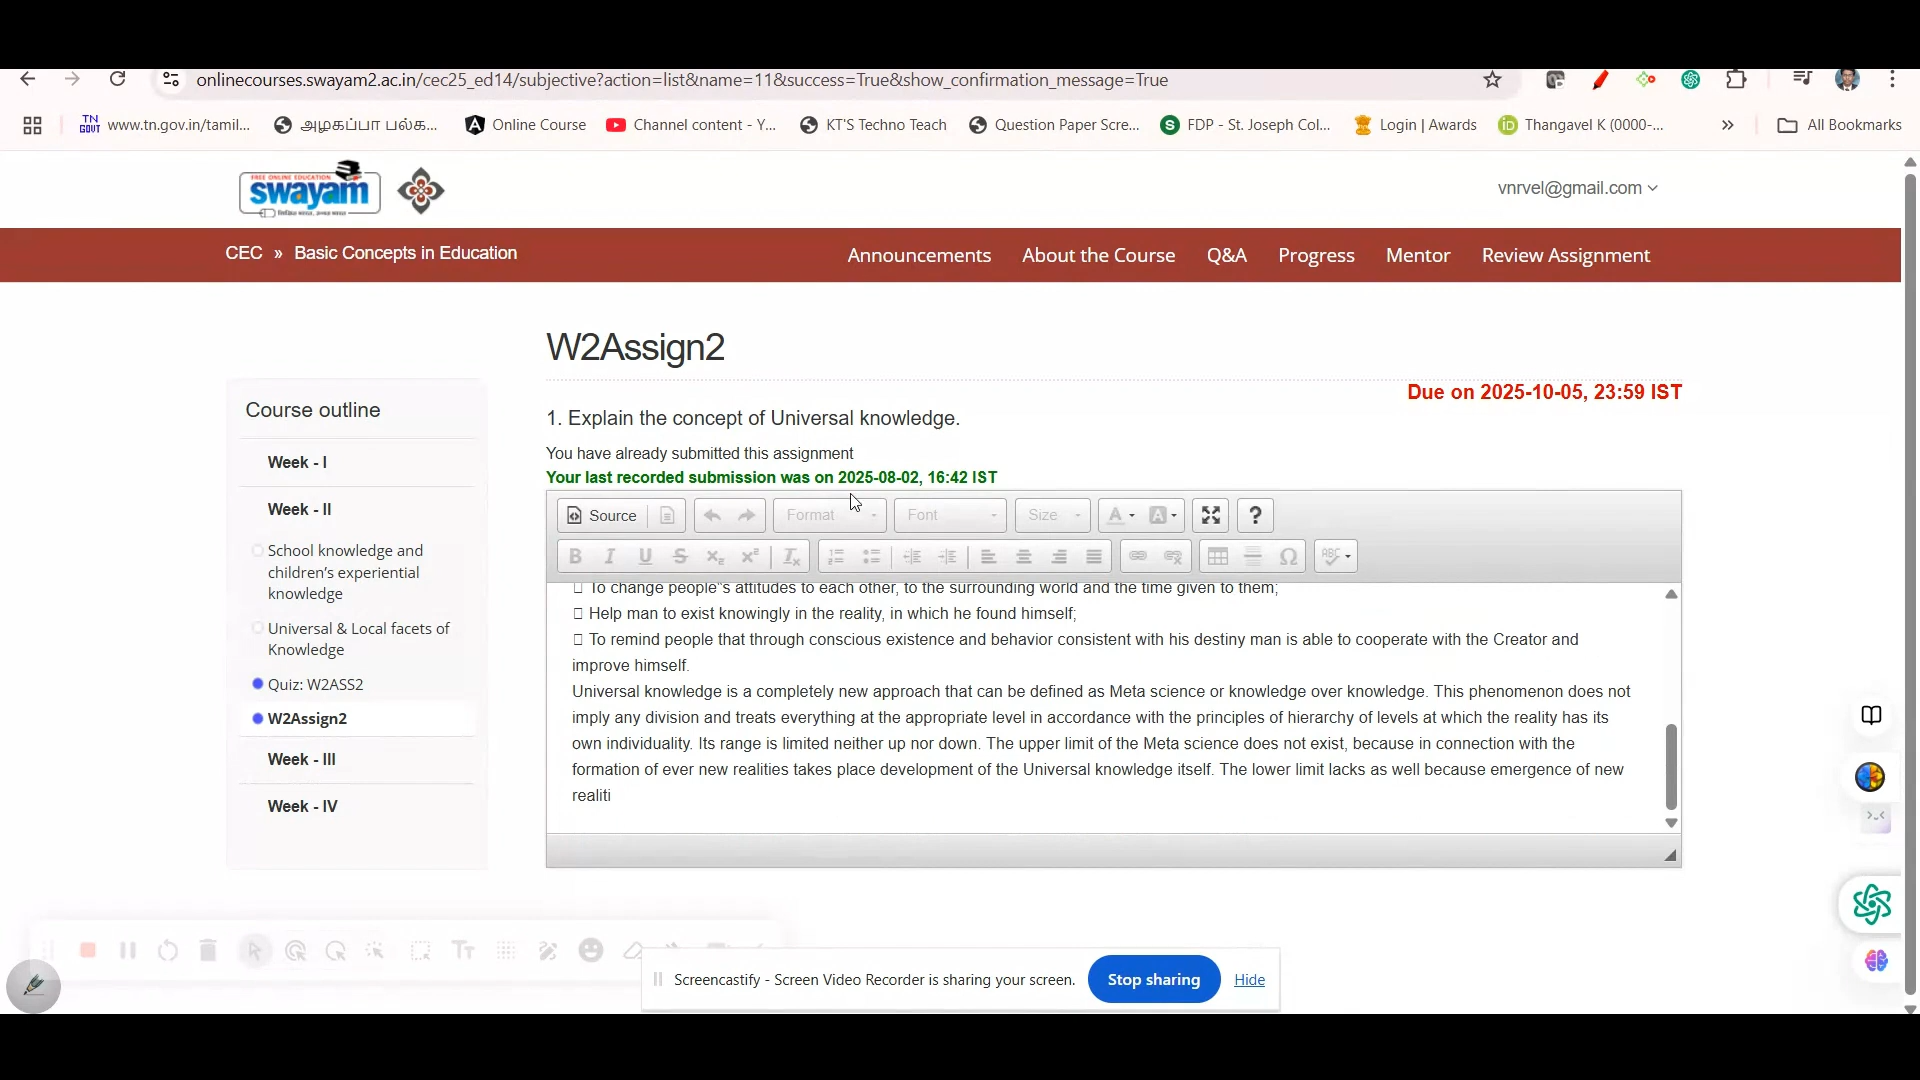 onlinecourses.swayam2.ac.in/cec25_ed14/subjective?action=list&name=11&success=True&show_confirmation_message=True
TN GOVT www.tn.gov.in/tamil... அழகப்பா பல்க... Online Course Channel content - Y... KT'S Techno Teach Question Paper Scre... FDP - St. Joseph Col... Login | Awards Thangavel K (0000-... » All Bookmarks
FREE ONLINE EDUCATION
swayam
vnrvel@gmail.com
CEC » Basic Concepts in Education
Announcements About the Course Q&A Progress Mentor Review Assignment
W2Assign2
Due on 2025-10-05, 23:59 IST
Course outline
Week - I
Week - II
School knowledge and
children's experiential
knowledge
Universal & Local facets of
Knowledge
Quiz: W2ASS2
W2Assign2
Week - III
Week - IV
1. Explain the concept of Universal knowledge.
You have already submitted this assignment
Your last recorded submission was on 2025-08-02, 16:42 IST
Source Format Font Size A A ?
B I U S x₂ x² Tx Ω ABC
To change people"s attitudes to each other, to the surrounding world and the time given to them;
Help man to exist knowingly in the reality, in which he found himself;
To remind people that through conscious existence and behavior consistent with his destiny man is able to cooperate with the Creator and
improve himself.
Universal knowledge is a completely new approach that can be defined as Meta science or knowledge over knowledge. This phenomenon does not
imply any division and treats everything at the appropriate level in accordance with the principles of hierarchy of levels at which the reality has its
own individuality. Its range is limited neither up nor down. The upper limit of the Meta science does not exist, because in connection with the
formation of ever new realities takes place development of the Universal knowledge itself. The lower limit lacks as well because emergence of new
realiti
Tт
Screencastify - Screen Video Recorder is sharing your screen. Stop sharing Hide